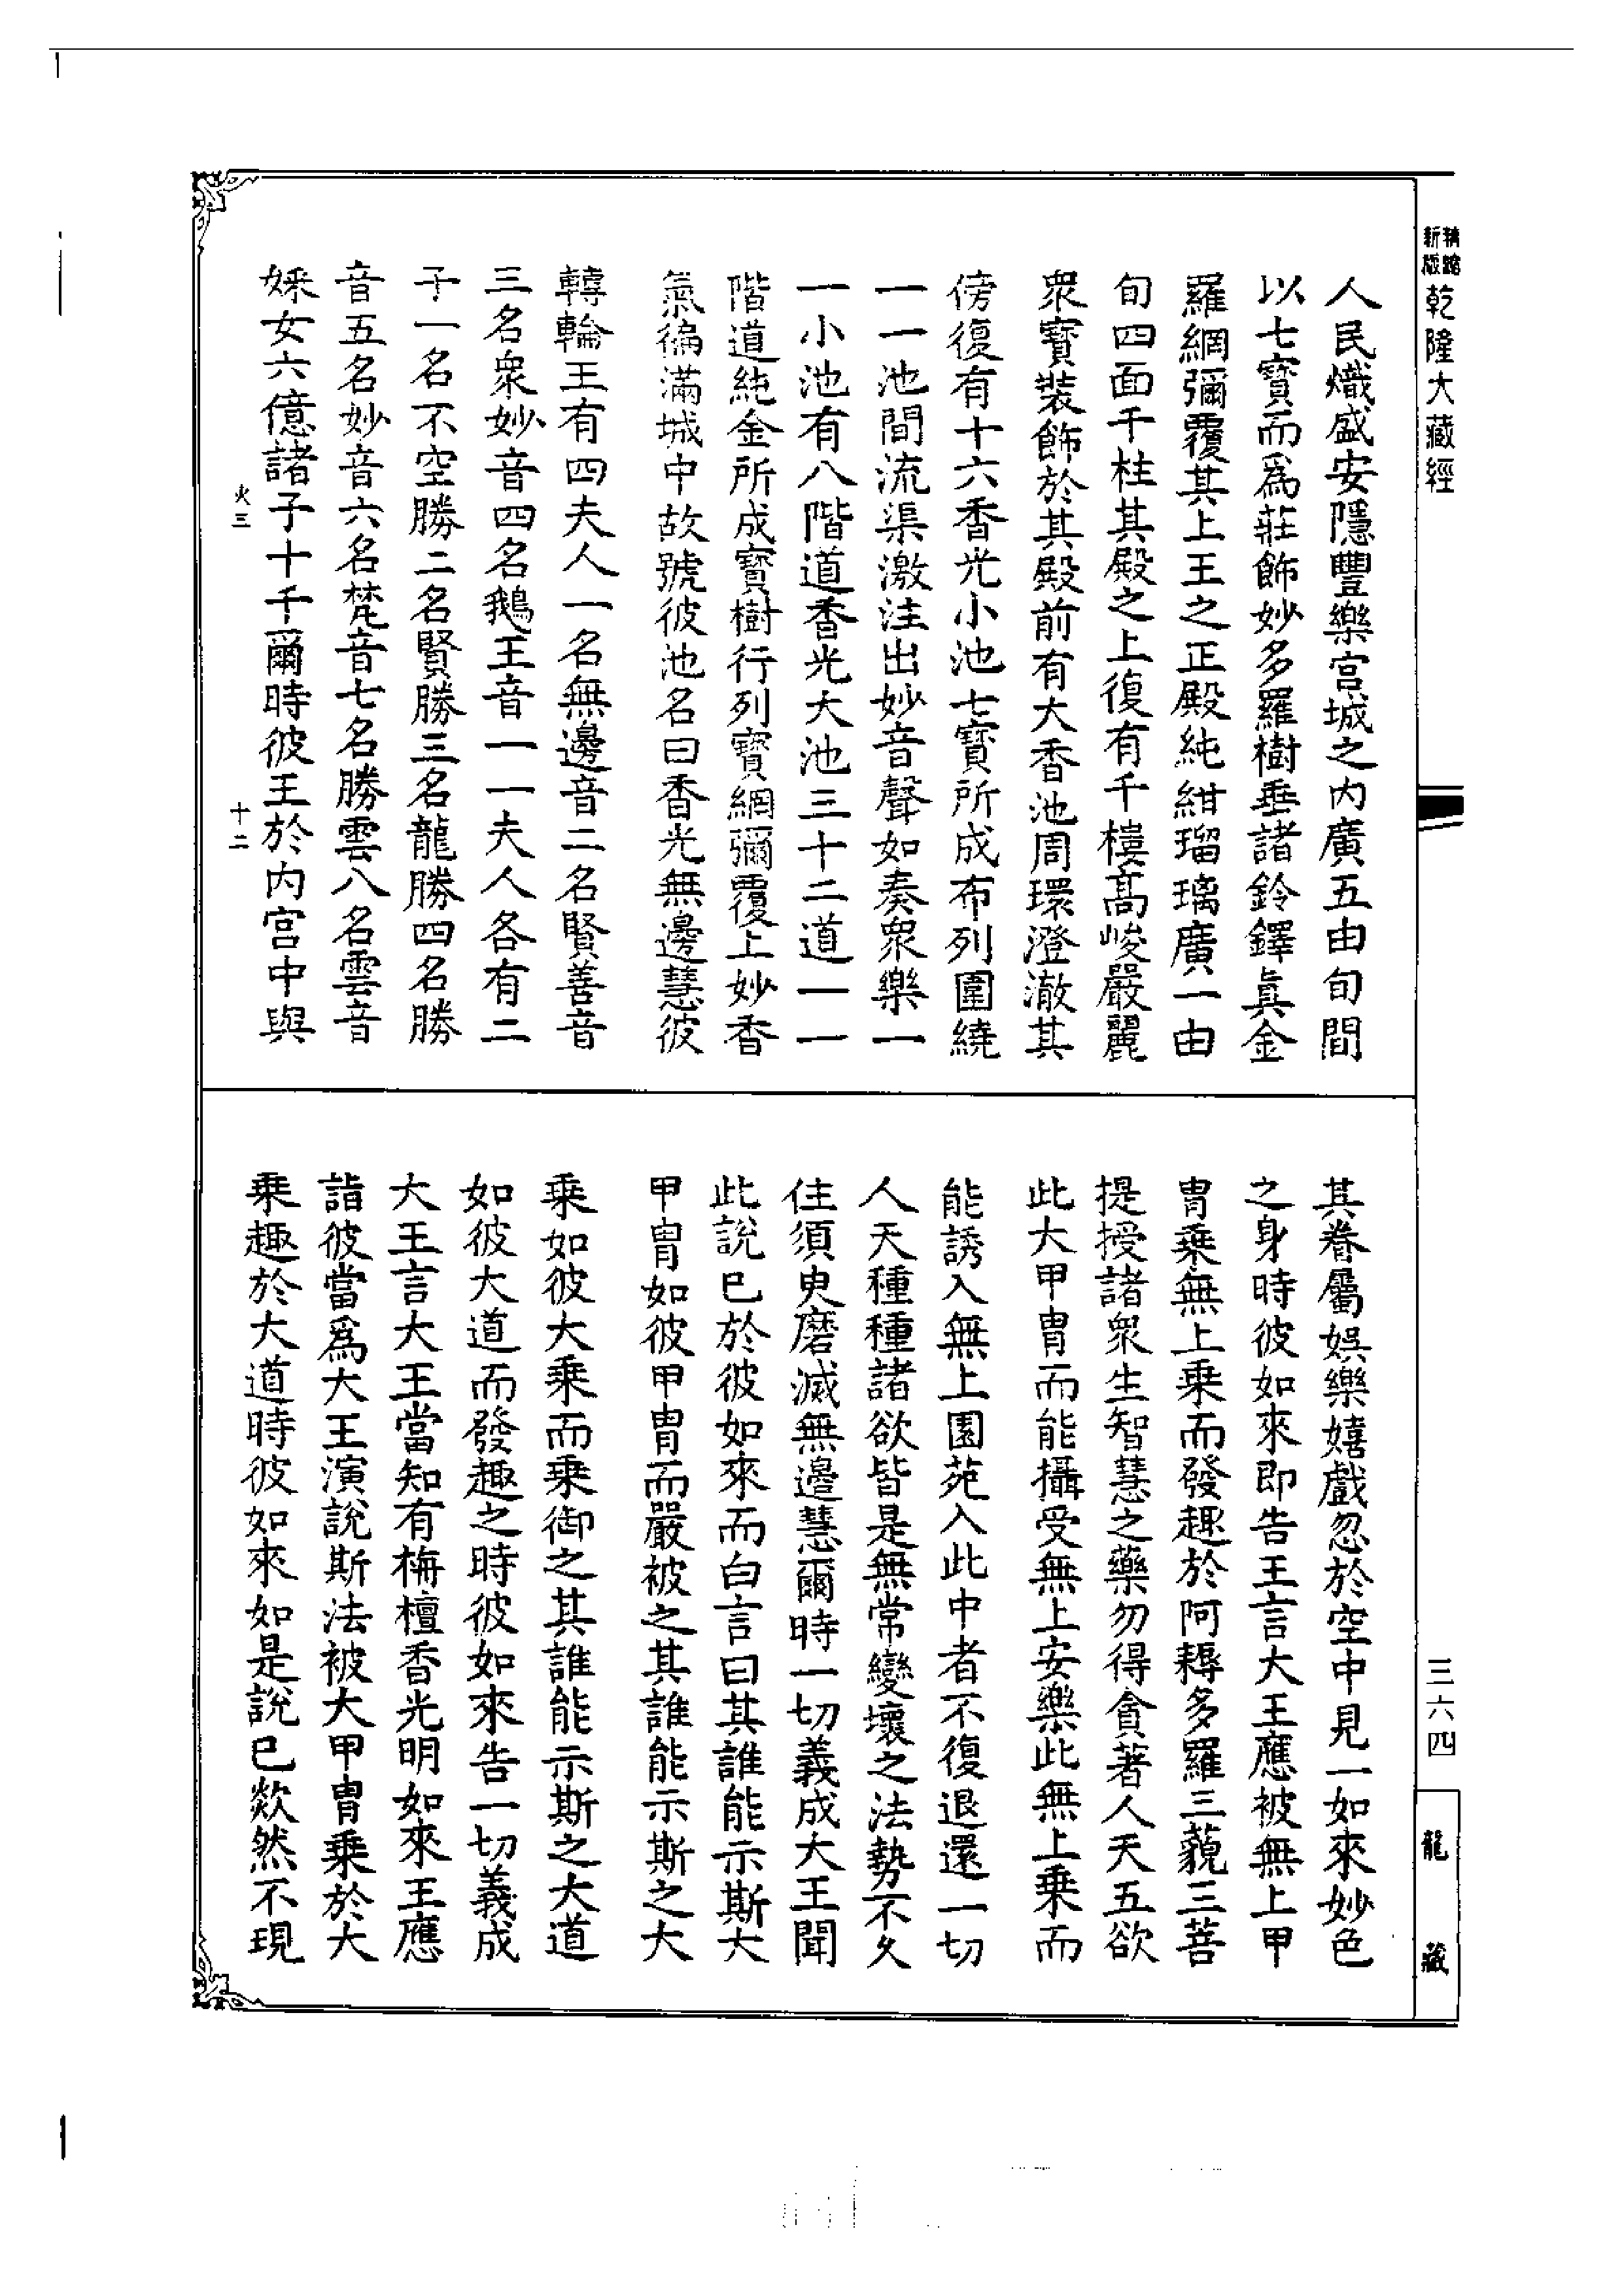 新版精縮
乾隆大藏經
人民熾盛安隱豐樂宮城之內廣五由旬間
以七寶而爲莊飾妙多羅樹垂諸鈴鐸真金
羅網彌覆其上王之正殿純紺瑠璃廣一由
旬四面千柱其殿之上復有千樓高峻嚴麗
衆寶裝飾於其殿前有大香池周環澄澈其
傍復有十六香光小池七寶所成布列圍繞
一一池間流渠激注出妙音聲如奏衆樂一
一小池有八階道香光大池三十二道一一
階道純金所成寶樹行列寶網彌覆上妙香
氣徧滿城中故號彼池名曰香光無邊慧彼
轉輪王有四夫人一名無邊音二名賢善音
三名衆妙音四名鵝王音一一夫人各有二
子一名不空勝二名賢勝三名龍勝四名勝
音五名妙音六名梵音七名勝雲八名雲音
婇女六億諸子十千爾時彼王於內宮中與
火三
十二
其眷屬娛樂嬉戲忽於空中見一如來妙色
之身時彼如來即告王言大王應被無上甲
冑乘無上乘而發趣於阿耨多羅三藐三菩
提授諸衆生智慧之藥勿得貪著人天五欲
此大甲冑而能攝受無上安樂此無上乘而
能誘入無上園苑入此中者不復退還一切
人天種種諸欲皆是無常變壞之法勢不久
住須臾磨滅無邊慧爾時一切義成大王聞
此說已於彼如來而白言曰其誰能示斯大
甲冑如彼甲冑而嚴被之其誰能示斯之大
乘如彼大乘而乘御之其誰能示斯之大道
如彼大道而發趣之時彼如來告一切義成
大王言大王當知有栴檀香光明如來王應
詣彼當爲大王演說斯法被大甲冑乘於大
乘趣於大道時彼如來如是說已欻然不現
三六四
龍藏